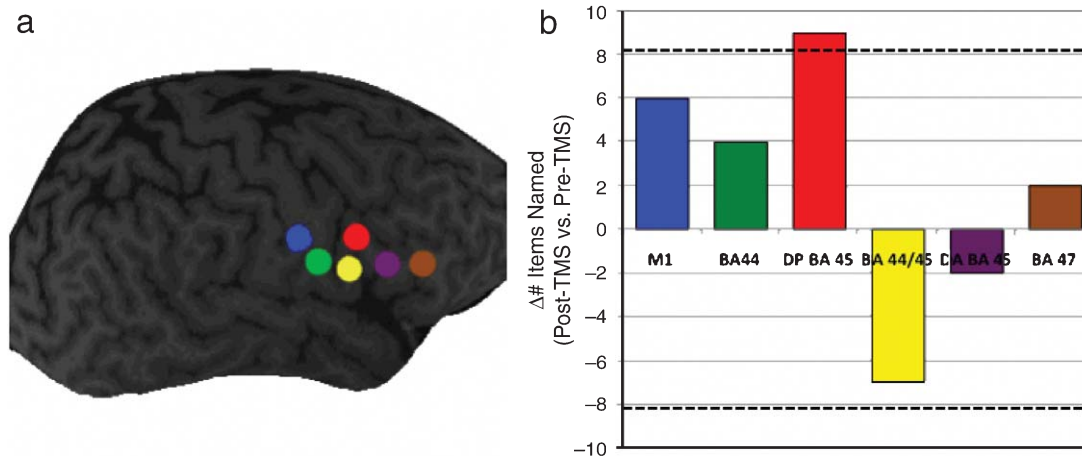 a
b
10
8
6
4
2
0
−2
−4
−6
−8
−10
Δ# Items Named
(Post-TMS vs. Pre-TMS)
M1
BA44
DP BA 45
BA 44/45
DA BA 45
BA 47